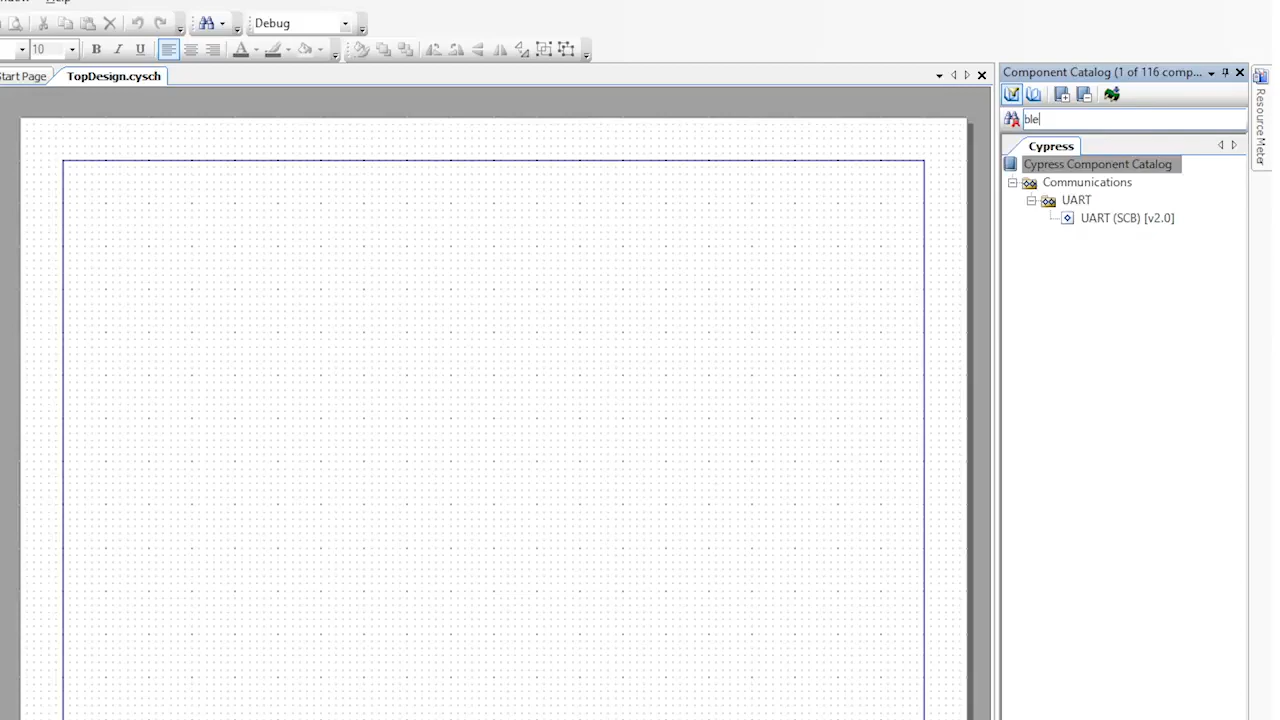 Help
Debug
10
B I U A
Start Page
TopDesign.cysch
Component Catalog (1 of 116 comp...
ble
Cypress
Cypress Component Catalog
Communications
UART
UART (SCB) [v2.0]
Resource Meter